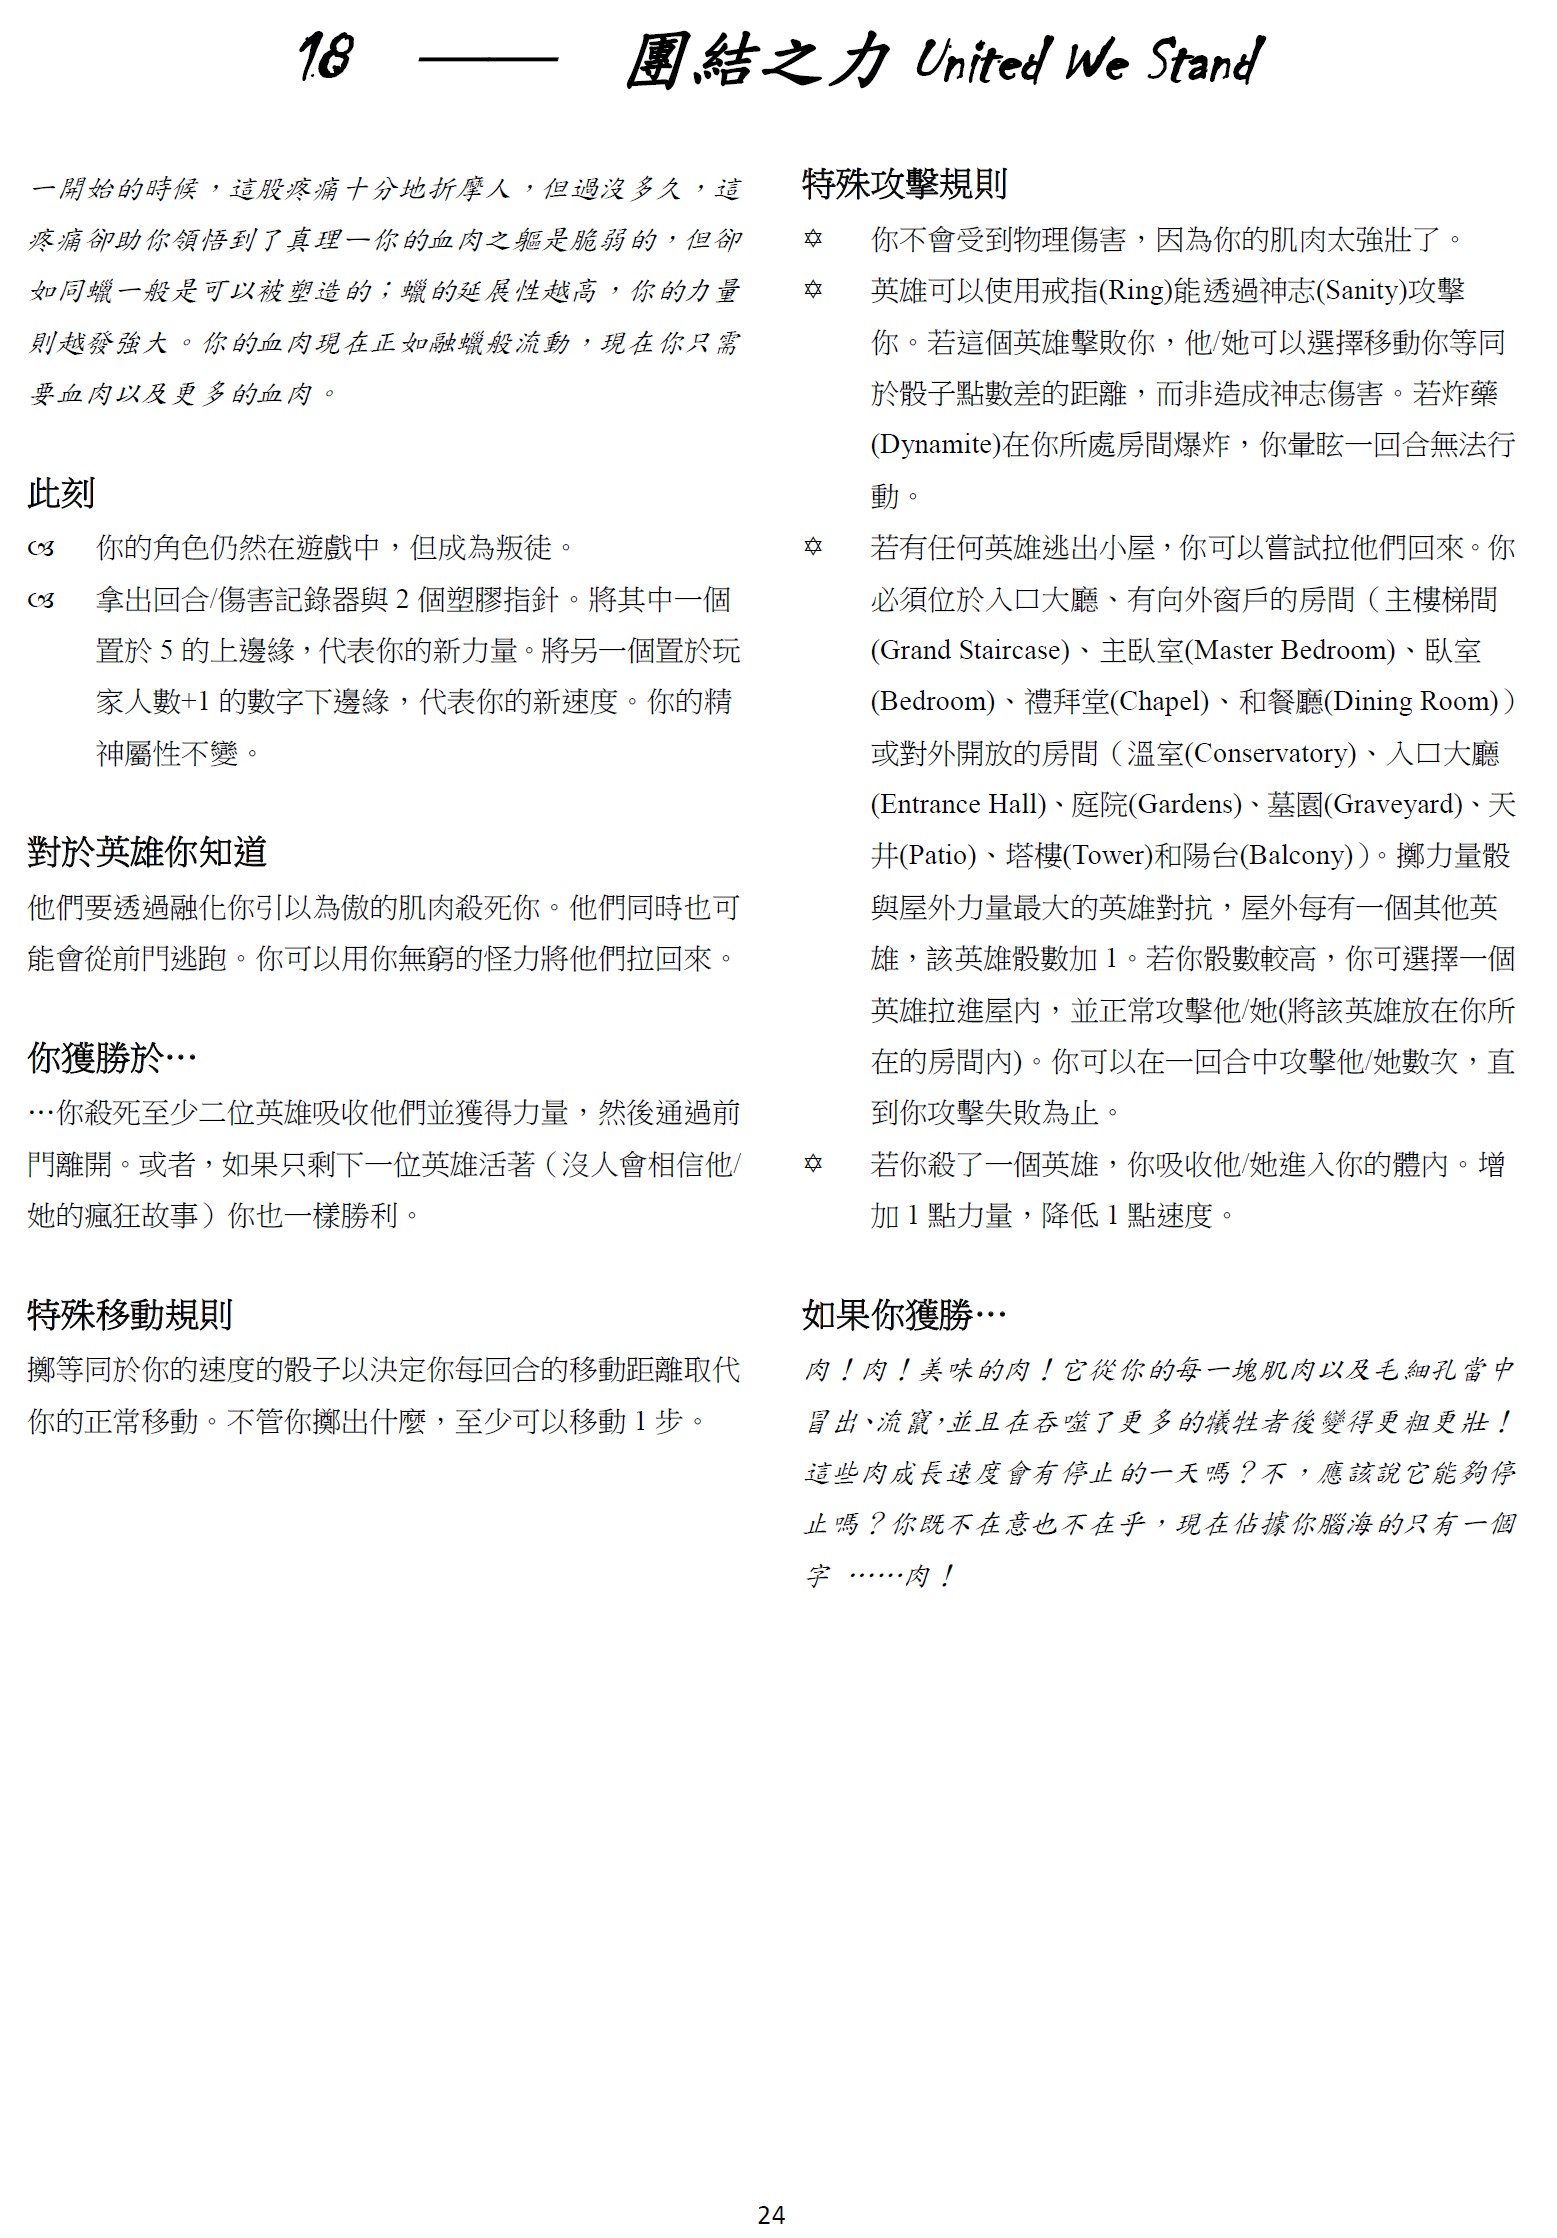 18 —— 團結之力 United We Stand
一開始的時候，這股疼痛十分地折摩人，但過沒多久，這
疼痛卻助你領悟到了真理一你的血肉之軀是脆弱的，但卻
如同蠟一般是可以被塑造的；蠟的延展性越高，你的力量
則越發強大。你的血肉現在正如融蠟般流動，現在你只需
要血肉以及更多的血肉。
此刻
你的角色仍然在遊戲中，但成為叛徒。
拿出回合/傷害記錄器與 2 個塑膠指針。將其中一個
置於 5 的上邊緣，代表你的新力量。將另一個置於玩
家人數+1 的數字下邊緣，代表你的新速度。你的精
神屬性不變。
對於英雄你知道
他們要透過融化你引以為傲的肌肉殺死你。他們同時也可
能會從前門逃跑。你可以用你無窮的怪力將他們拉回來。
你獲勝於…
…你殺死至少二位英雄吸收他們並獲得力量，然後通過前
門離開。或者，如果只剩下一位英雄活著（沒人會相信他/
她的瘋狂故事）你也一樣勝利。
特殊移動規則
擲等同於你的速度的骰子以決定你每回合的移動距離取代
你的正常移動。不管你擲出什麼，至少可以移動 1 步。
特殊攻擊規則
✡ 你不會受到物理傷害，因為你的肌肉太強壯了。
✡ 英雄可以使用戒指(Ring)能透過神志(Sanity)攻擊
你。若這個英雄擊敗你，他/她可以選擇移動你等同
於骰子點數差的距離，而非造成神志傷害。若炸藥
(Dynamite)在你所處房間爆炸，你暈眩一回合無法行
動。
✡ 若有任何英雄逃出小屋，你可以嘗試拉他們回來。你
必須位於入口大廳、有向外窗戶的房間（主樓梯間
(Grand Staircase)、主臥室(Master Bedroom)、臥室
(Bedroom)、禮拜堂(Chapel)、和餐廳(Dining Room)）
或對外開放的房間（溫室(Conservatory)、入口大廳
(Entrance Hall)、庭院(Gardens)、墓園(Graveyard)、天
井(Patio)、塔樓(Tower)和陽台(Balcony)）。擲力量骰
與屋外力量最大的英雄對抗，屋外每有一個其他英
雄，該英雄骰數加 1。若你骰數較高，你可選擇一個
英雄拉進屋內，並正常攻擊他/她(將該英雄放在你所
在的房間內)。你可以在一回合中攻擊他/她數次，直
到你攻擊失敗為止。
✡ 若你殺了一個英雄，你吸收他/她進入你的體內。增
加 1 點力量，降低 1 點速度。
如果你獲勝…
肉！肉！美味的肉！它從你的每一塊肌肉以及毛細孔當中
冒出、流竄，並且在吞噬了更多的犧牲者後變得更粗更壯！
這些肉成長速度會有停止的一天嗎？不，應該說它能夠停
止嗎？你既不在意也不在乎，現在佔據你腦海的只有一個
字 ……肉！
24